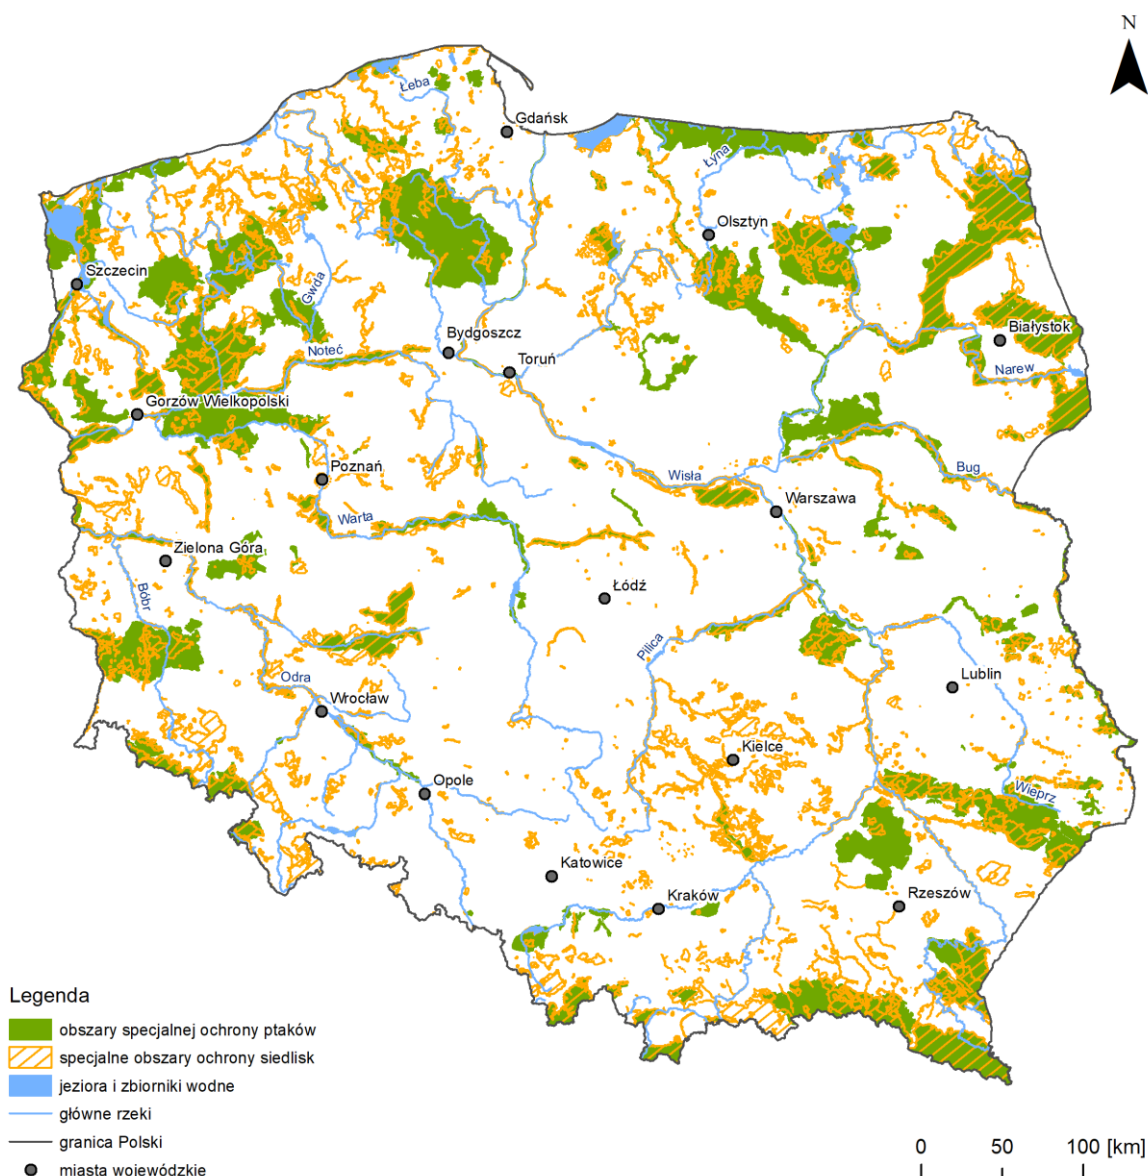 N
Łeba
Gdańsk
Łyna
Olsztyn
Szczecin
Gwda
Bydgoszcz
Białystok
Noteć
Toruń
Narew
Gorzów Wielkopolski
Poznań
Wisła
Bug
Warszawa
Warta
Zielona Góra
Bóbr
Łódź
Pilica
Odra
Lublin
Wrocław
Kielce
Opole
Wieprz
Katowice
Kraków
Rzeszów
Legenda
obszary specjalnej ochrony ptaków
specjalne obszary ochrony siedlisk
jeziora i zbiorniki wodne
główne rzeki
granica Polski
miasta wojewódzkie
0 50 100 [km]